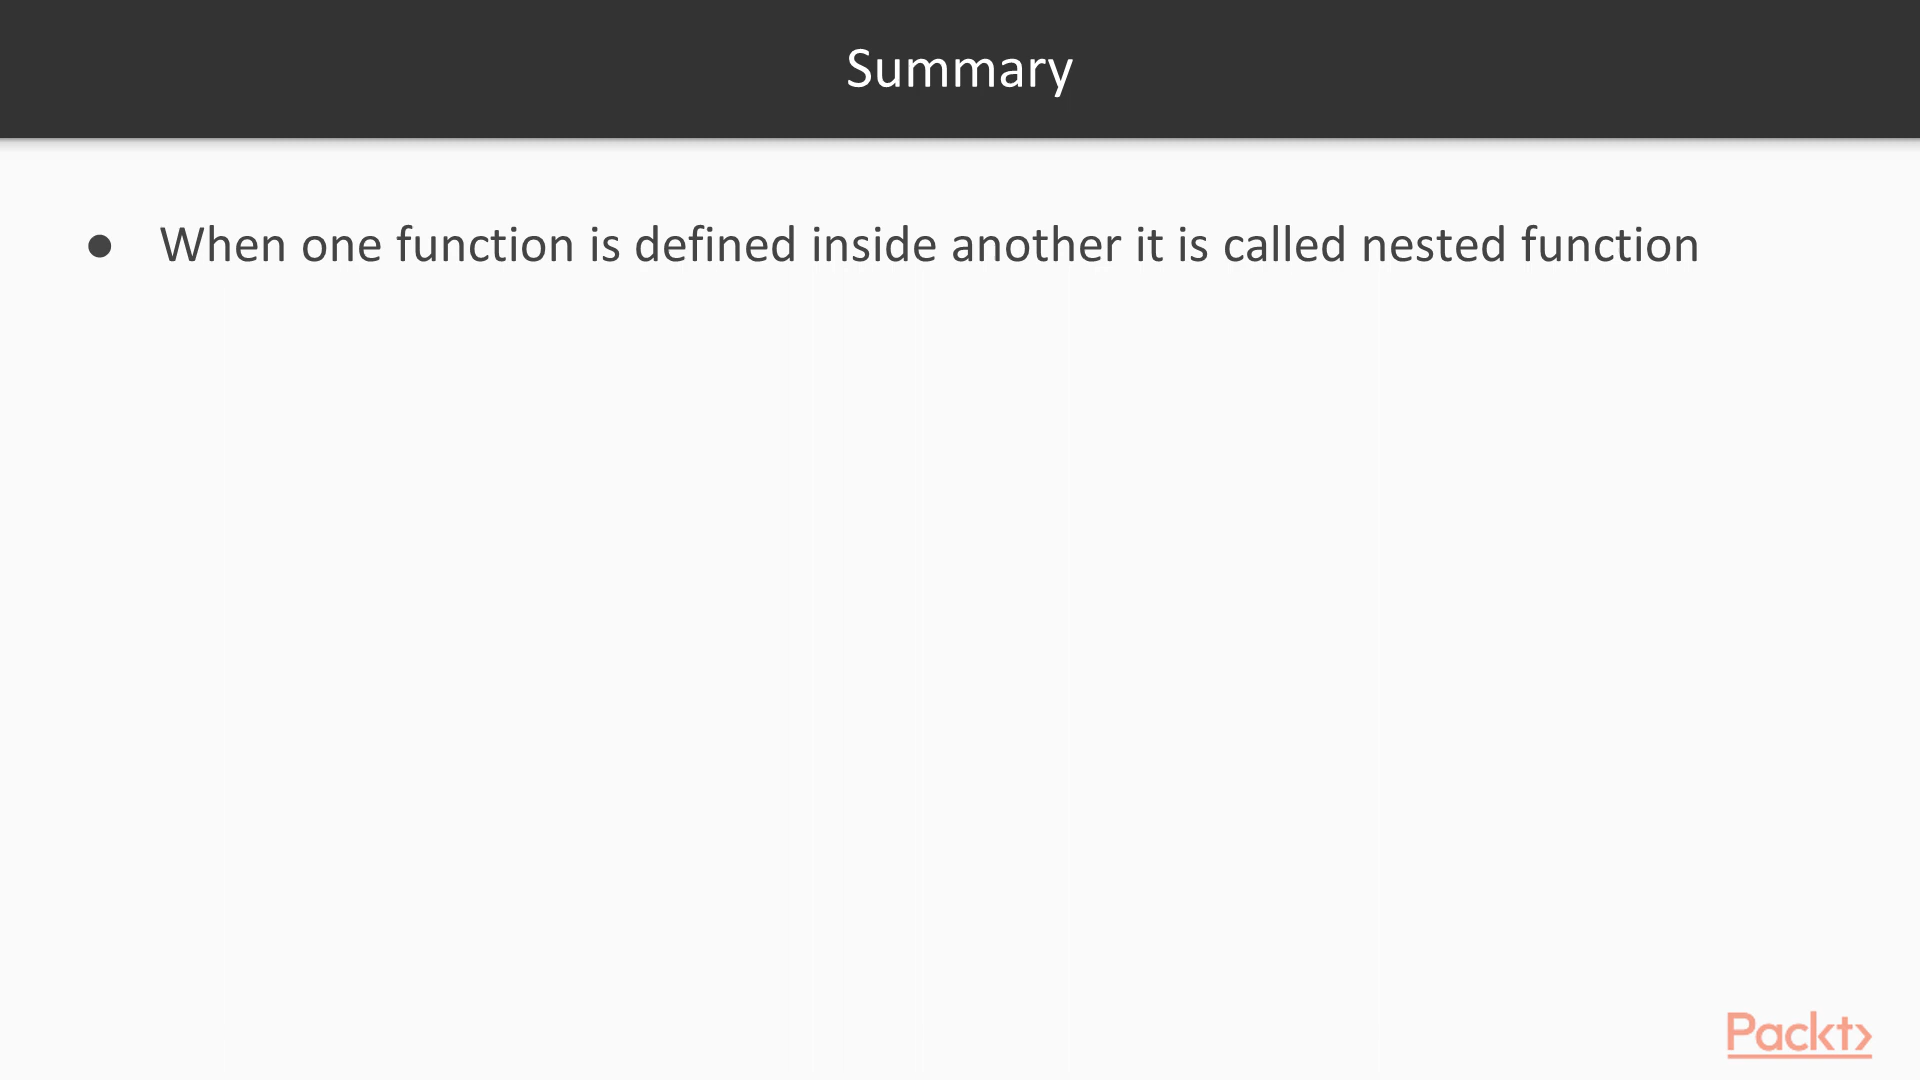 Summary
● When one function is defined inside another it is called nested function
Packt>